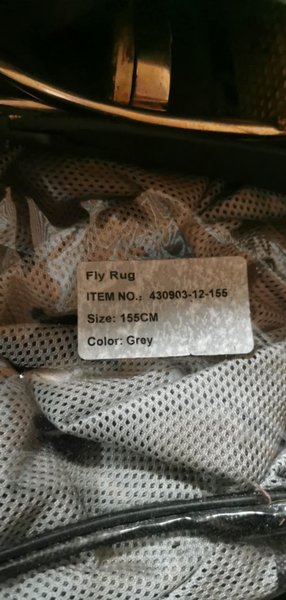 Fly Rug
ITEM NO.: 430903-12-155
Size: 155CM
Color: Grey